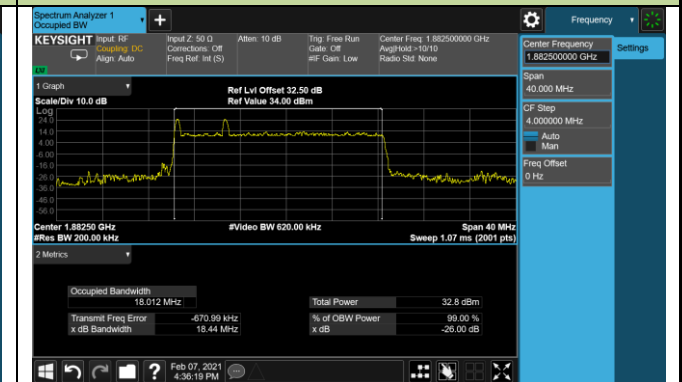 Spectrum Analyzer 1
Occupied BW
+
Frequency
KEYSIGHT Input: RF
Coupling: DC
Align: Auto
Input Z: 50 Ω
Corrections: Off
Freq Ref: Int (S)
Atten: 10 dB
Trig: Free Run
Gate: Off
#IF Gain: Low
Center Freq: 1.882500000 GHz
Avg|Hold:>10/10
Radio Std: None
Center Frequency
1.882500000 GHz
Settings
Span
40.000 MHz
CF Step
4.000000 MHz
Auto
Man
Freq Offset
0 Hz
1 Graph
Scale/Div 10.0 dB
Ref Lvl Offset 32.50 dB
Ref Value 34.00 dBm
Log
24.0
14.0
4.00
-6.00
-16.0
-26.0
-36.0
-46.0
-56.0
Center 1.88250 GHz
#Res BW 200.00 kHz
#Video BW 620.00 kHz
Span 40 MHz
Sweep 1.07 ms (2001 pts)
2 Metrics
Occupied Bandwidth
18.012 MHz
Total Power 32.8 dBm
Transmit Freq Error -670.99 kHz
% of OBW Power 99.00 %
x dB Bandwidth 18.44 MHz
x dB -26.00 dB
?
Feb 07, 2021
4:36:19 PM